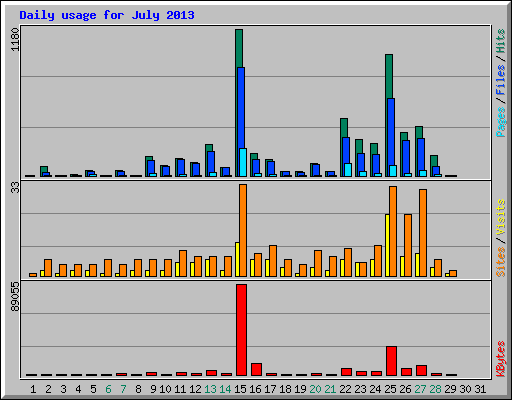 Daily usage for July 2013
1180
Pages / Files / Hits
33
Sites / Visits
89055
KBytes
1 2 3 4 5 6 7 8 9 10 11 12 13 14 15 16 17 18 19 20 21 22 23 24 25 26 27 28 29 30 31